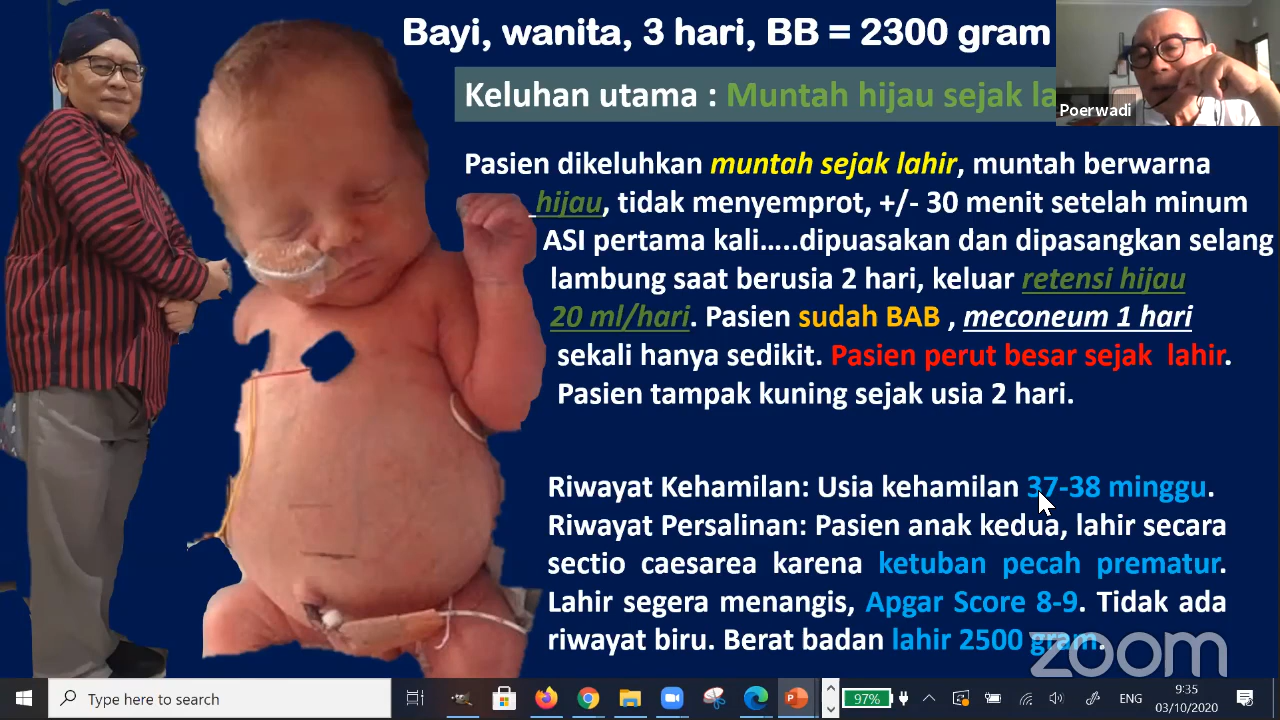 Bayi, wanita, 3 hari, BB = 2300 gram
Keluhan utama : Muntah hijau sejak
Poerwadi
Pasien dikeluhkan muntah sejak lahir, muntah berwarna
hijau, tidak menyemprot, +/- 30 menit setelah minum
ASI pertama kali.....dipuasakan dan dipasangkan selang
lambung saat berusia 2 hari, keluar retensi hijau
20 ml/hari. Pasien sudah BAB , meconeum 1 hari
sekali hanya sedikit. Pasien perut besar sejak lahir.
Pasien tampak kuning sejak usia 2 hari.
Riwayat Kehamilan: Usia kehamilan 37-38 minggu.
Riwayat Persalinan: Pasien anak kedua, lahir secara
sectio caesarea karena ketuban pecah prematur.
Lahir segera menangis, Apgar Score 8-9. Tidak ada
riwayat biru. Berat badan lahir 2500 gram.
zoom
Type here to search
97%
ENG
9:35
03/10/2020